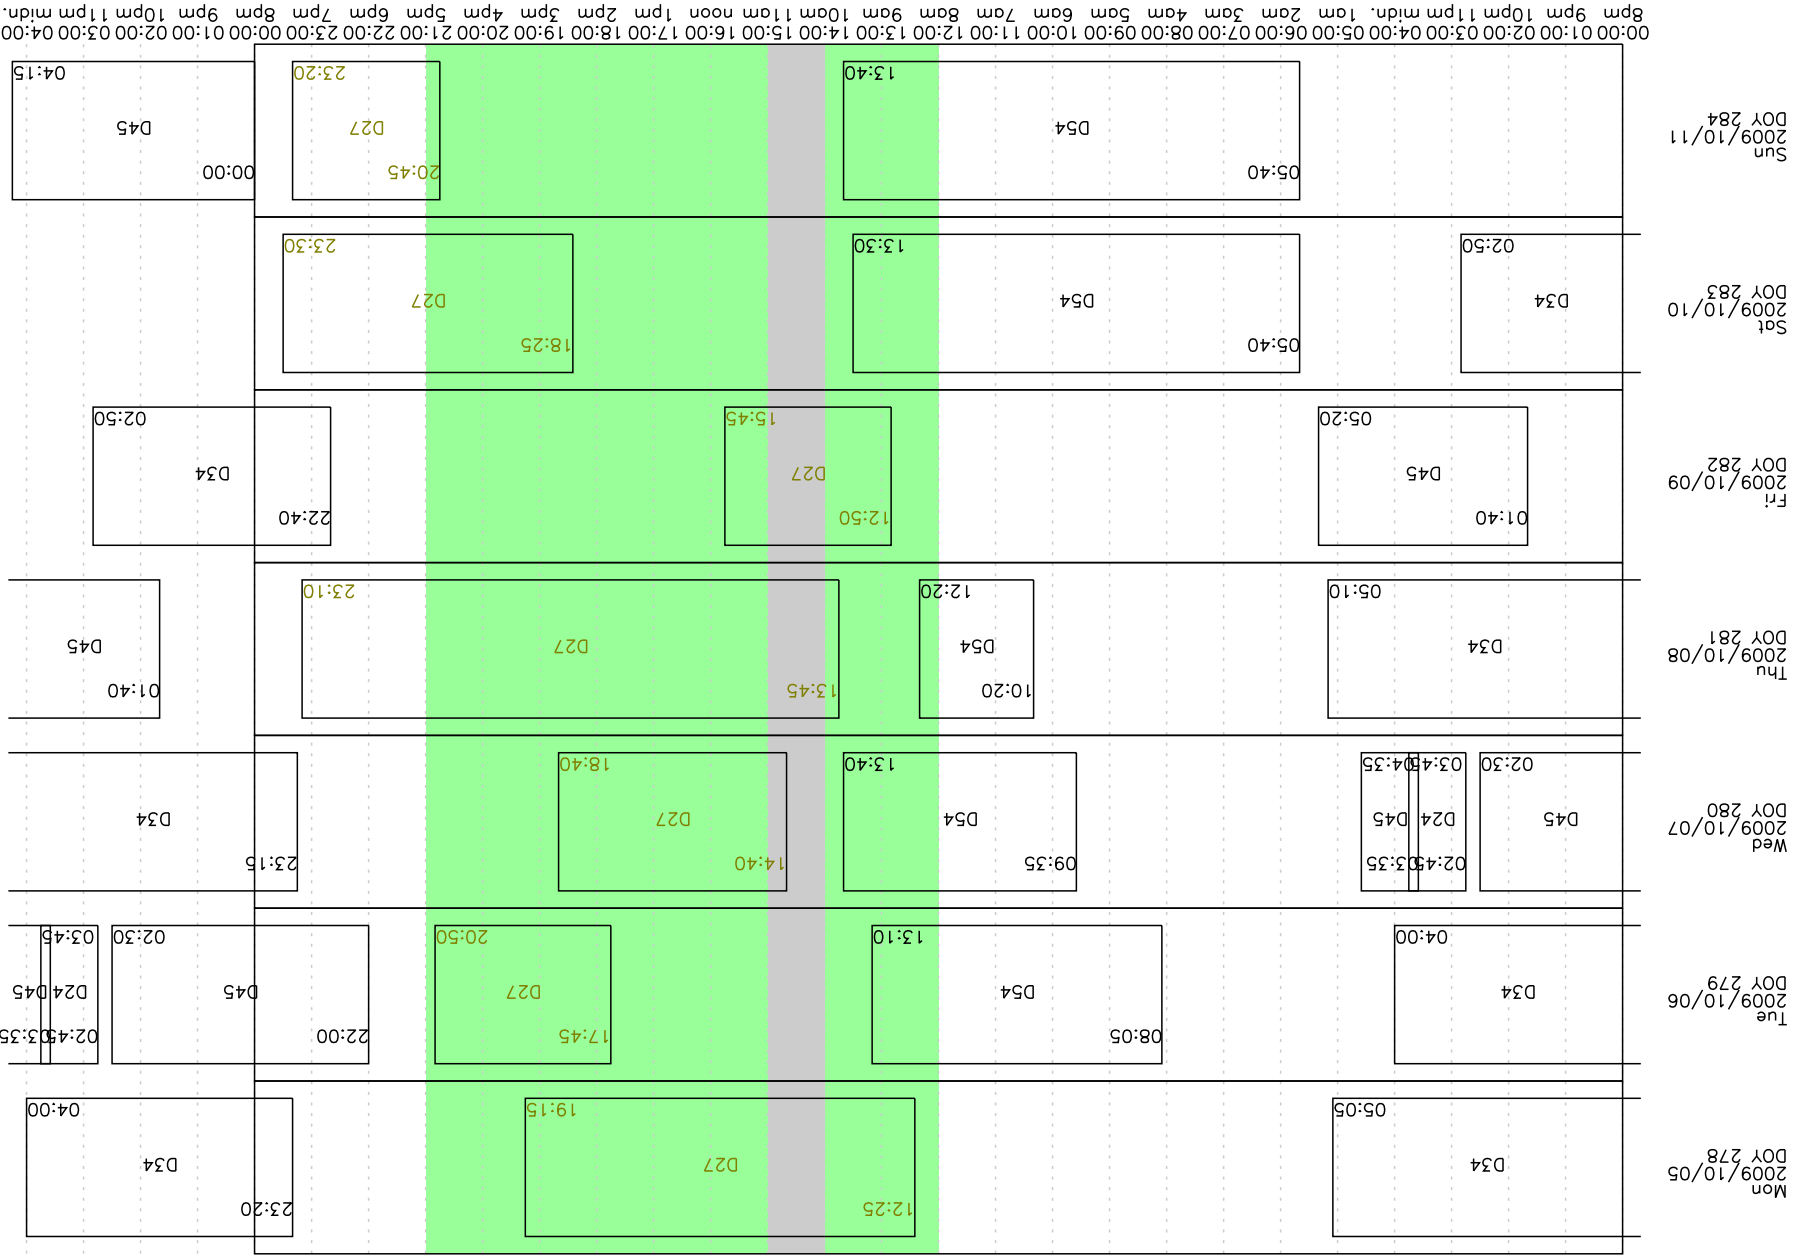 12:25 23:20
Mon
2009/10/05
DOY 278
D34 D27 D34
05:05 19:15 04:00
08:05 17:45 22:00 02:45 03:35
Tue
2009/10/06
DOY 279
D34 D54 D27 D45 D24 D45
04:00 13:10 20:50 02:30 03:45
02:45 03:35 09:35 14:40 23:15
Wed
2009/10/07
DOY 280
D45 D24 D45 D54 D27 D34
02:30 03:45 04:35 13:40 18:40
10:20 13:45 01:40
Thu
2009/10/08
DOY 281
D34 D54 D27 D45
05:10 12:20 23:10
01:40 12:50 22:40
Fri
2009/10/09
DOY 282
D45 D27 D34
05:20 15:45 02:50
05:40 18:25
Sat
2009/10/10
DOY 283
D34 D54 D27
02:50 13:30 23:30
05:40 20:45 00:00
Sun
2009/10/11
DOY 284
D54 D27 D45
13:40 23:20 04:15
00:00 01:00 02:00 03:00 04:00 05:00 06:00 07:00 08:00 09:00 10:00 11:00 12:00 13:00 14:00 15:00 16:00 17:00 18:00 19:00 20:00 21:00 22:00 23:00 00:00 01:00 02:00 03:00 04:00
8pm 9pm 10pm 11pm midn. 1am 2am 3am 4am 5am 6am 7am 8am 9am 10am 11am noon 1pm 2pm 3pm 4pm 5pm 6pm 7pm 8pm 9pm 10pm 11pm midn.